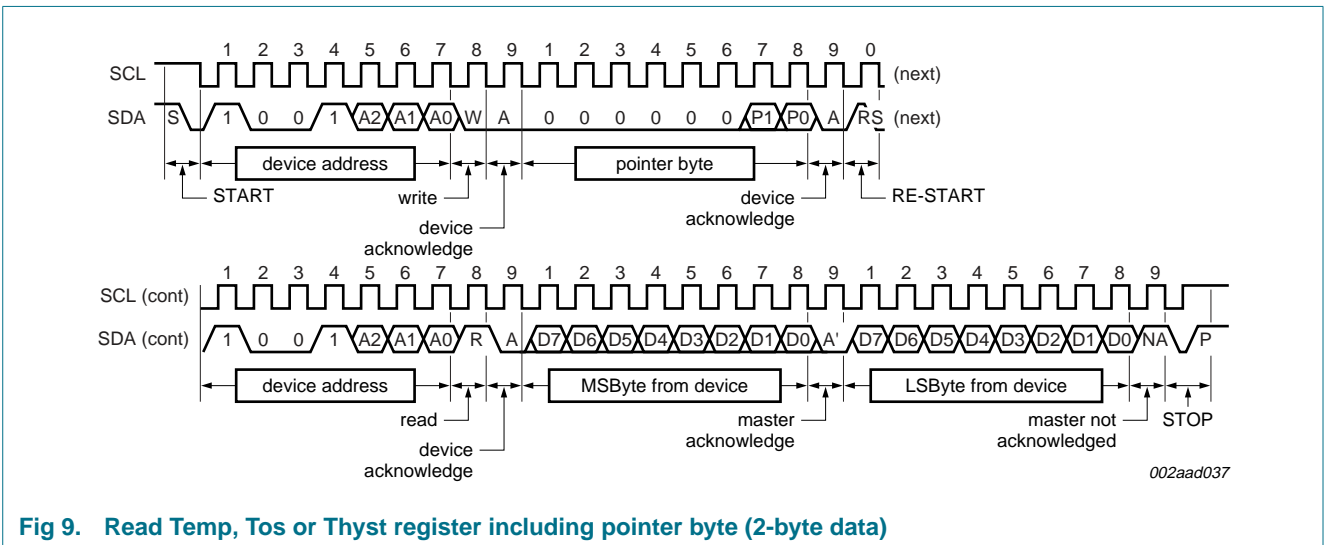 1 2 3 4 5 6 7 8 9 1 2 3 4 5 6 7 8 9 0
SCL (next)
SDA S 1 0 0 1 A2 A1 A0 W A 0 0 0 0 0 0 P1 P0 A RS (next)
device address pointer byte
START write device RE-START
device acknowledge
acknowledge
1 2 3 4 5 6 7 8 9 1 2 3 4 5 6 7 8 9 1 2 3 4 5 6 7 8 9
SCL (cont)
SDA (cont) 1 0 0 1 A2 A1 A0 R A D7 D6 D5 D4 D3 D2 D1 D0 A' D7 D6 D5 D4 D3 D2 D1 D0 NA P
device address MSByte from device LSByte from device
read master master not STOP
device acknowledge acknowledged
acknowledge
002aad037
Fig 9. Read Temp, Tos or Thyst register including pointer byte (2-byte data)